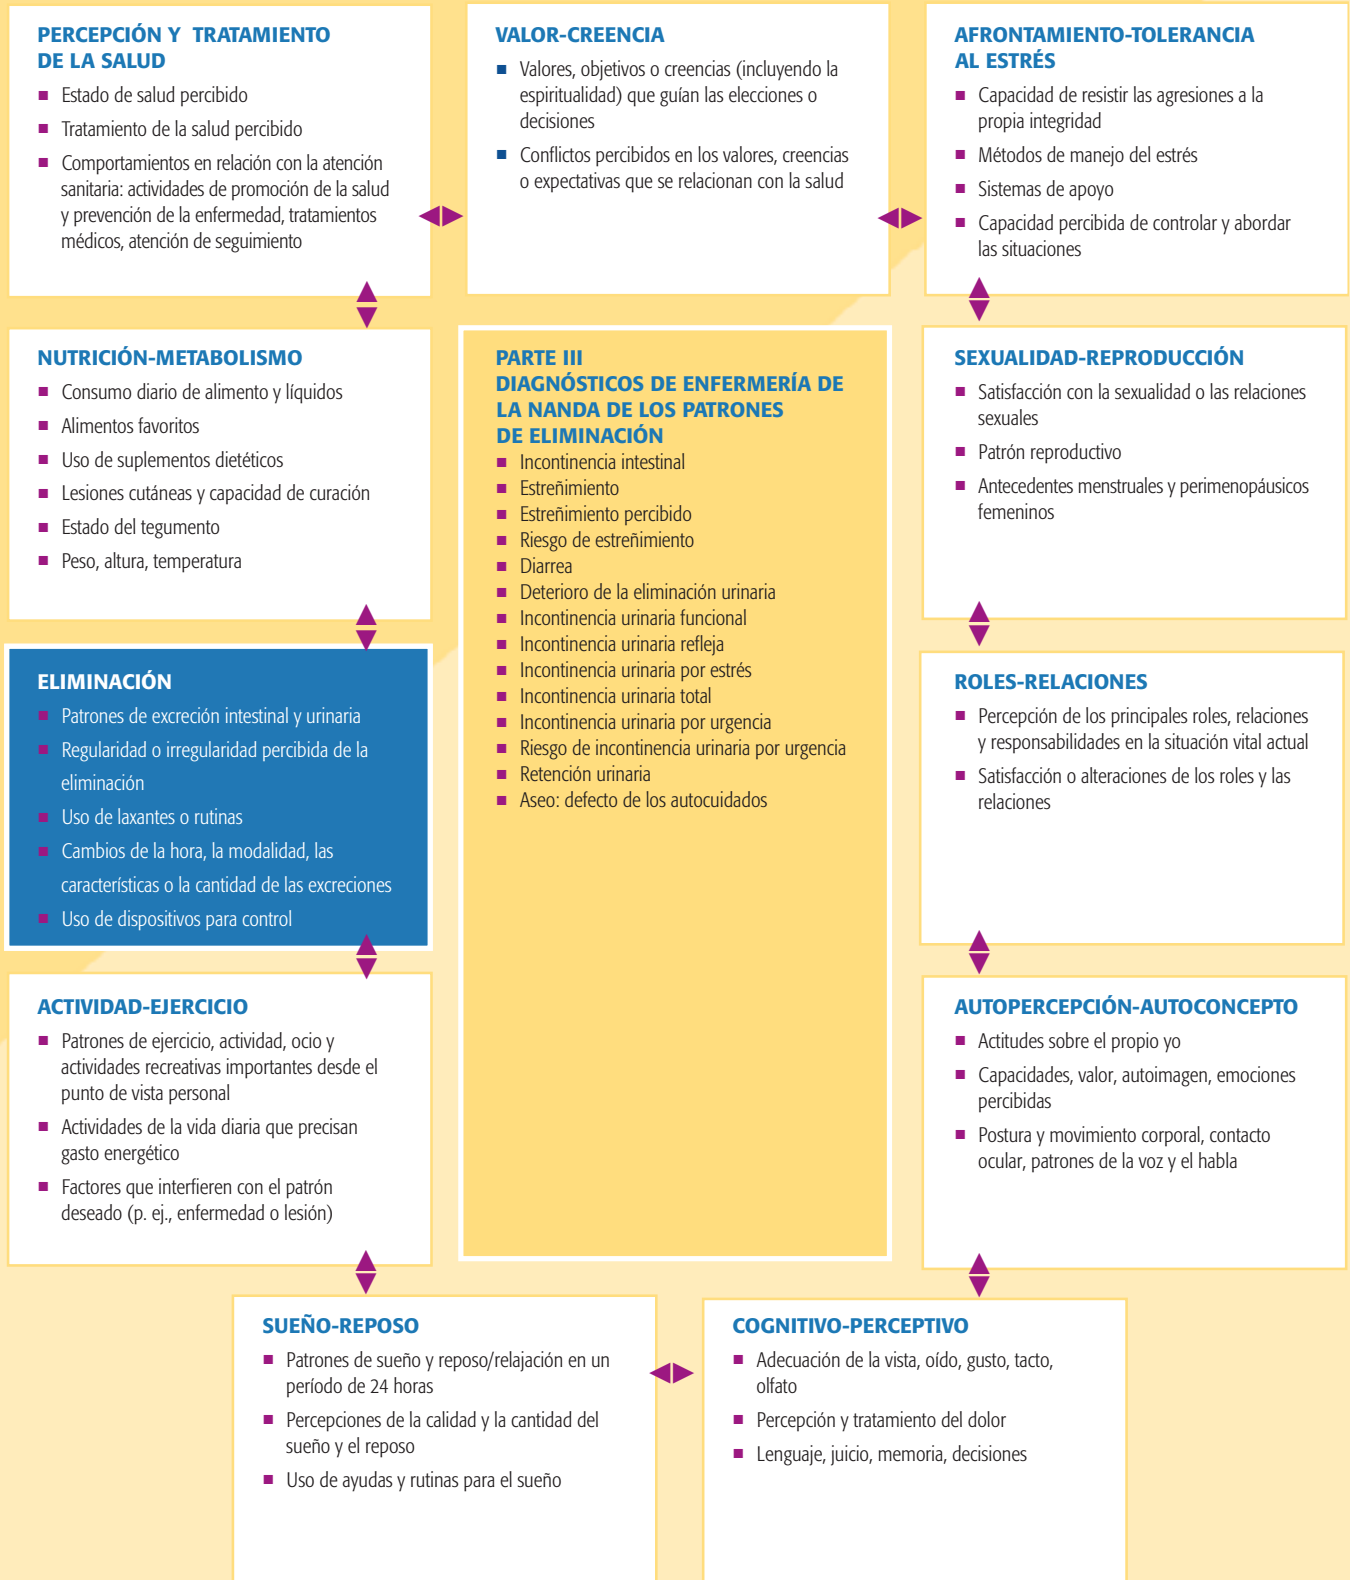 PERCEPCIÓN Y TRATAMIENTO
DE LA SALUD
Estado de salud percibido
Tratamiento de la salud percibido
Comportamientos en relación con la atención
sanitaria: actividades de promoción de la salud
y prevención de la enfermedad, tratamientos
médicos, atención de seguimiento
VALOR-CREENCIA
Valores, objetivos o creencias (incluyendo la
espiritualidad) que guían las elecciones o
decisiones
Conflictos percibidos en los valores, creencias
o expectativas que se relacionan con la salud
AFRONTAMIENTO-TOLERANCIA
AL ESTRÉS
Capacidad de resistir las agresiones a la
propia integridad
Métodos de manejo del estrés
Sistemas de apoyo
Capacidad percibida de controlar y abordar
las situaciones
NUTRICIÓN-METABOLISMO
Consumo diario de alimento y líquidos
Alimentos favoritos
Uso de suplementos dietéticos
Lesiones cutáneas y capacidad de curación
Estado del tegumento
Peso, altura, temperatura
PARTE III
DIAGNÓSTICOS DE ENFERMERÍA DE
LA NANDA DE LOS PATRONES
DE ELIMINACIÓN
Incontinencia intestinal
Estreñimiento
Estreñimiento percibido
Riesgo de estreñimiento
Diarrea
Deterioro de la eliminación urinaria
Incontinencia urinaria funcional
Incontinencia urinaria refleja
Incontinencia urinaria por estrés
Incontinencia urinaria total
Incontinencia urinaria por urgencia
Riesgo de incontinencia urinaria por urgencia
Retención urinaria
Aseo: defecto de los autocuidados
SEXUALIDAD-REPRODUCCIÓN
Satisfacción con la sexualidad o las relaciones
sexuales
Patrón reproductivo
Antecedentes menstruales y perimenopáusicos
femeninos
ELIMINACIÓN
Patrones de excreción intestinal y urinaria
Regularidad o irregularidad percibida de la
eliminación
Uso de laxantes o rutinas
Cambios de la hora, la modalidad, las
características o la cantidad de las excreciones
Uso de dispositivos para control
ROLES-RELACIONES
Percepción de los principales roles, relaciones
y responsabilidades en la situación vital actual
Satisfacción o alteraciones de los roles y las
relaciones
ACTIVIDAD-EJERCICIO
Patrones de ejercicio, actividad, ocio y
actividades recreativas importantes desde el
punto de vista personal
Actividades de la vida diaria que precisan
gasto energético
Factores que interfieren con el patrón
deseado (p. ej., enfermedad o lesión)
AUTOPERCEPCIÓN-AUTOCONCEPTO
Actitudes sobre el propio yo
Capacidades, valor, autoimagen, emociones
percibidas
Postura y movimiento corporal, contacto
ocular, patrones de la voz y el habla
SUEÑO-REPOSO
Patrones de sueño y reposo/relajación en un
período de 24 horas
Percepciones de la calidad y la cantidad del
sueño y el reposo
Uso de ayudas y rutinas para el sueño
COGNITIVO-PERCEPTIVO
Adecuación de la vista, oído, gusto, tacto,
olfato
Percepción y tratamiento del dolor
Lenguaje, juicio, memoria, decisiones